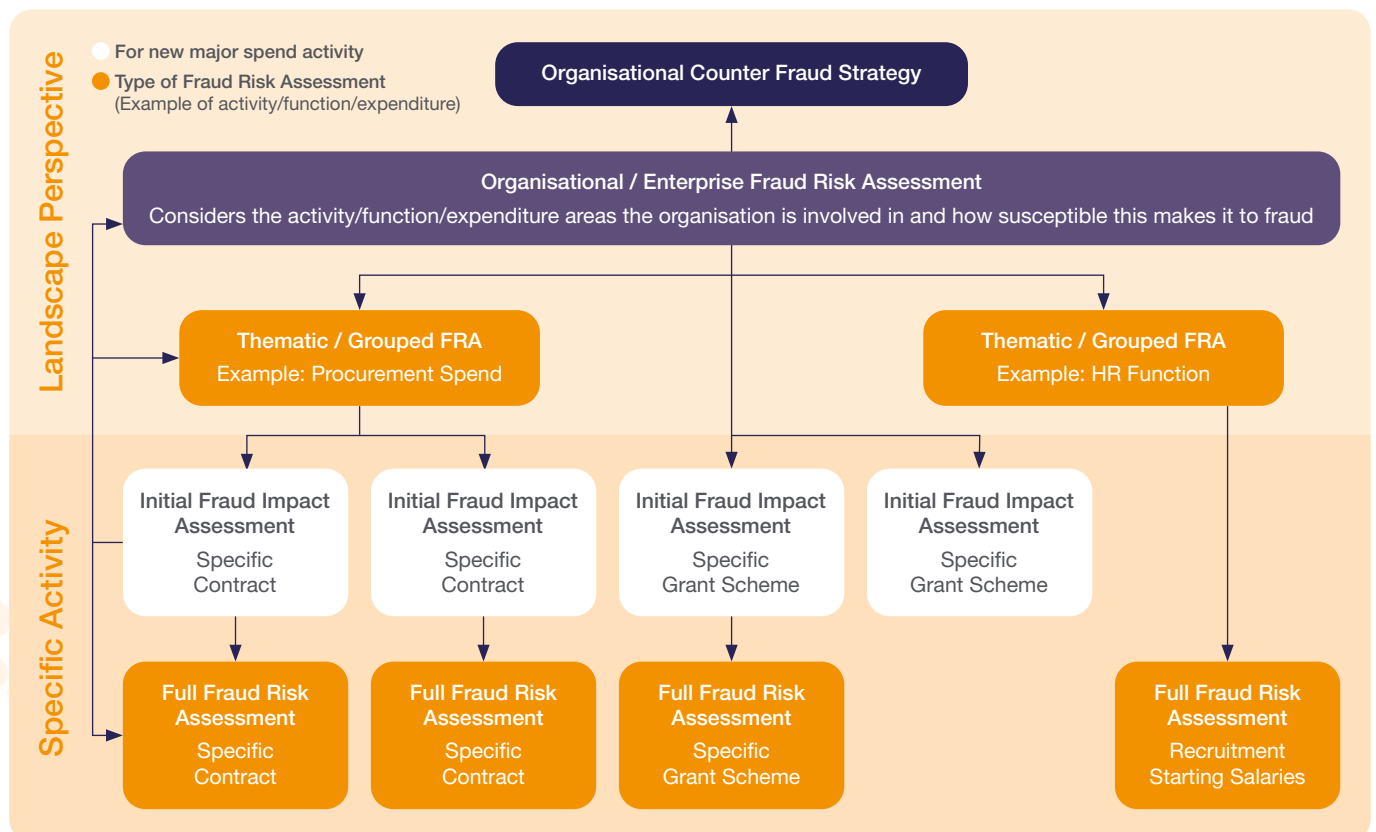 Landscape Perspective
For new major spend activity
Type of Fraud Risk Assessment
(Example of activity/function/expenditure)
Organisational Counter Fraud Strategy
Organisational / Enterprise Fraud Risk Assessment
Considers the activity/function/expenditure areas the organisation is involved in and how susceptible this makes it to fraud
Thematic / Grouped FRA
Example: Procurement Spend
Thematic / Grouped FRA
Example: HR Function
Specific Activity
Initial Fraud Impact
Assessment
Specific
Contract
Initial Fraud Impact
Assessment
Specific
Contract
Initial Fraud Impact
Assessment
Specific
Grant Scheme
Initial Fraud Impact
Assessment
Specific
Grant Scheme
Full Fraud Risk
Assessment
Specific
Contract
Full Fraud Risk
Assessment
Specific
Contract
Full Fraud Risk
Assessment
Specific
Grant Scheme
Full Fraud Risk
Assessment
Recruitment
Starting Salaries